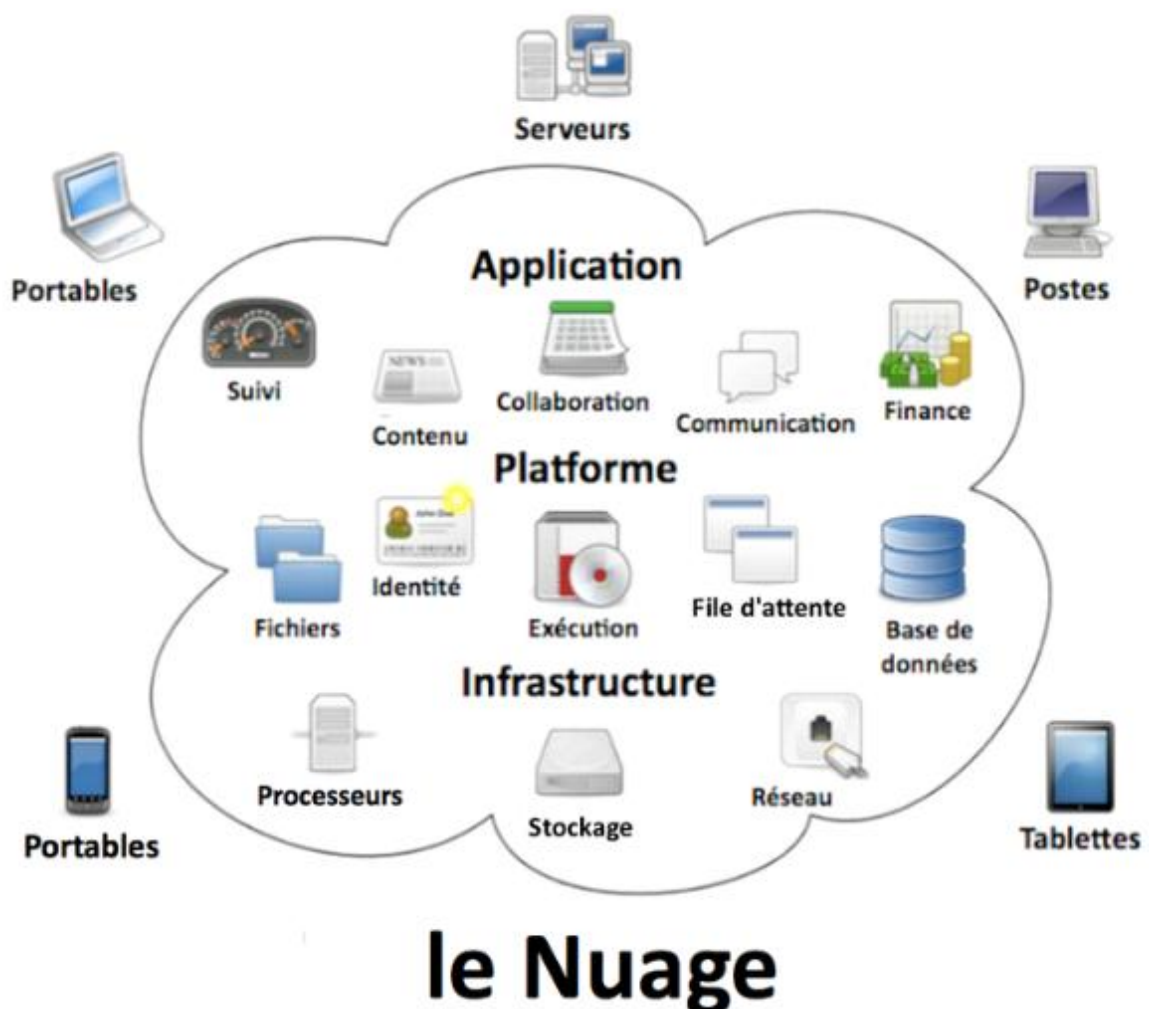 Serveurs
Portables
Postes
Application
Suivi
NEWS
Contenu
Collaboration
Communication
Finance
Platforme
Fichiers
Identité
Exécution
File d'attente
Base de
données
Infrastructure
Processeurs
Stockage
Réseau
Portables
Tablettes
le Nuage